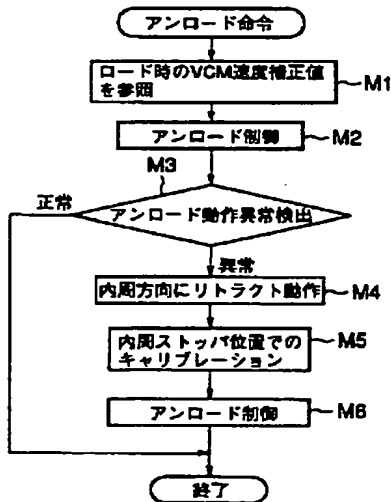 アンロード命令
ロード時のVCM速度補正値
を参照
M1
アンロード制御
M2
M3
正常
アンロード動作異常検出
異常
内周方向にリトラクト動作
M4
内周ストッパ位置での
キャリブレーション
M5
アンロード制御
M6
終了